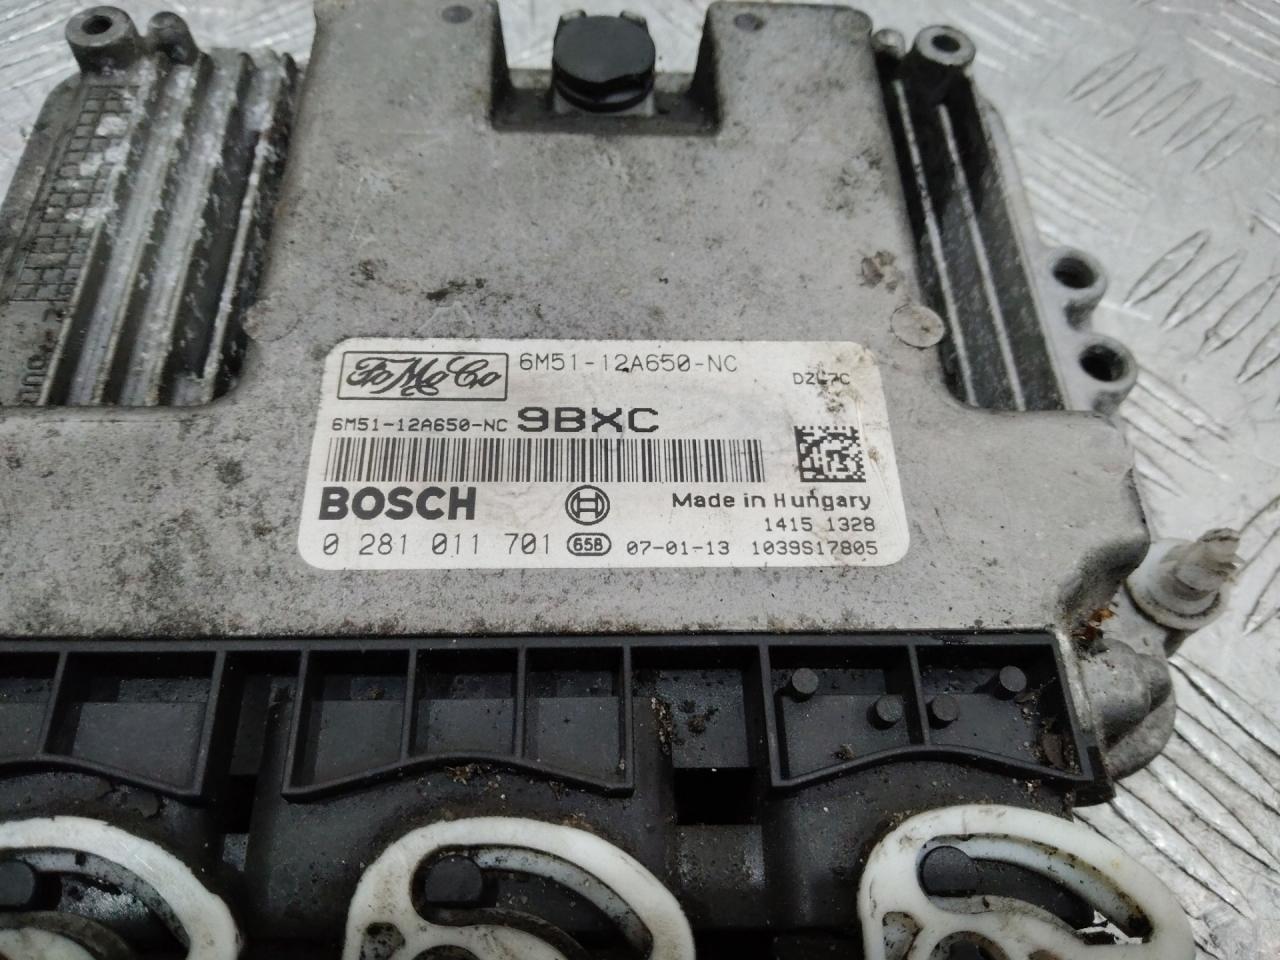 FoMoCo 6M51-12A650-NC
6M51-12A650-NC 9BXC
BOSCH Made in Hungary
1415 1328
0 281 011 701 65B 07-01-13 1039S17805